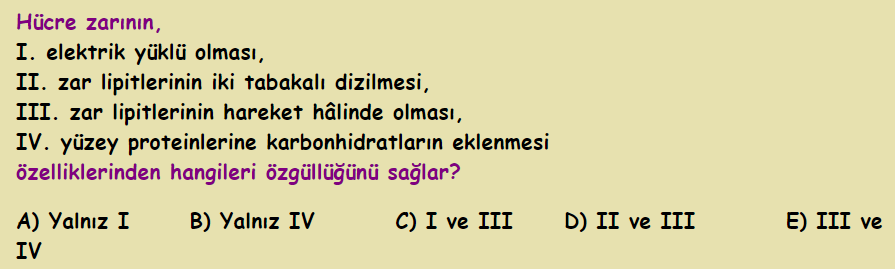 Hücre zarının,
I. elektrik yüklü olması,
II. zar lipitlerinin iki tabakalı dizilmesi,
III. zar lipitlerinin hareket hâlinde olması,
IV. yüzey proteinlerine karbonhidratların eklenmesi
özelliklerinden hangileri özgüllüğünü sağlar?
A) Yalnız I B) Yalnız IV C) I ve III D) II ve III E) III ve
IV